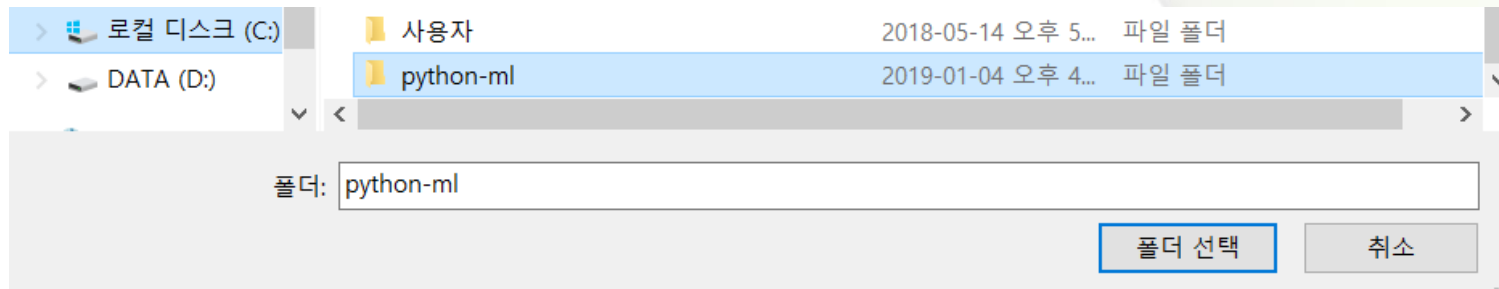 로컬 디스크 (C:) 사용자 2018-05-14 오후 5... 파일 폴더
DATA (D:) python-ml 2019-01-04 오후 4... 파일 폴더
폴더: python-ml
폴더 선택 취소